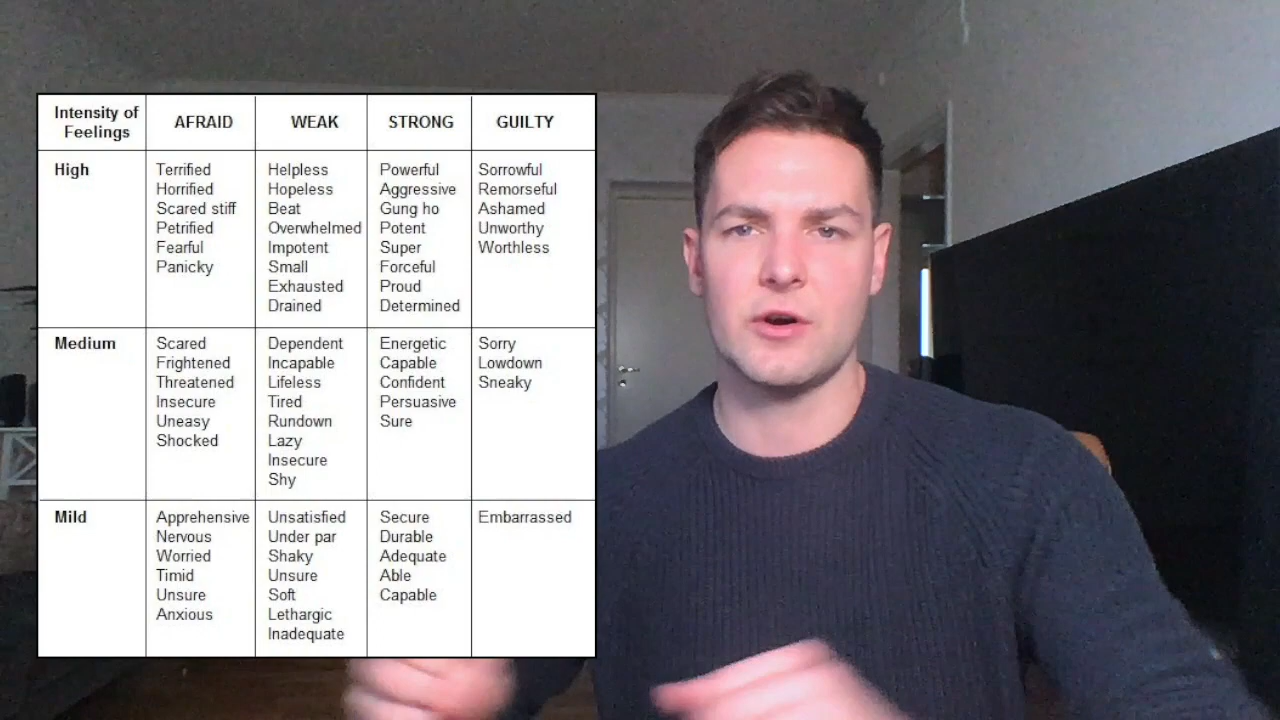 Intensity of Feelings AFRAID WEAK STRONG GUILTY
High Terrified Helpless Powerful Sorrowful
Horrified Hopeless Aggressive Remorseful
Scared stiff Beat Gung ho Ashamed
Petrified Overwhelmed Potent Unworthy
Fearful Impotent Super Worthless
Panicky Small Forceful
Exhausted Proud
Drained Determined
Medium Scared Dependent Energetic Sorry
Frightened Incapable Capable Lowdown
Threatened Lifeless Confident Sneaky
Insecure Tired Persuasive
Uneasy Rundown Sure
Shocked Lazy
Insecure
Shy
Mild Apprehensive Unsatisfied Secure Embarrassed
Nervous Under par Durable
Worried Shaky Adequate
Timid Unsure Able
Unsure Soft Capable
Anxious Lethargic
Inadequate